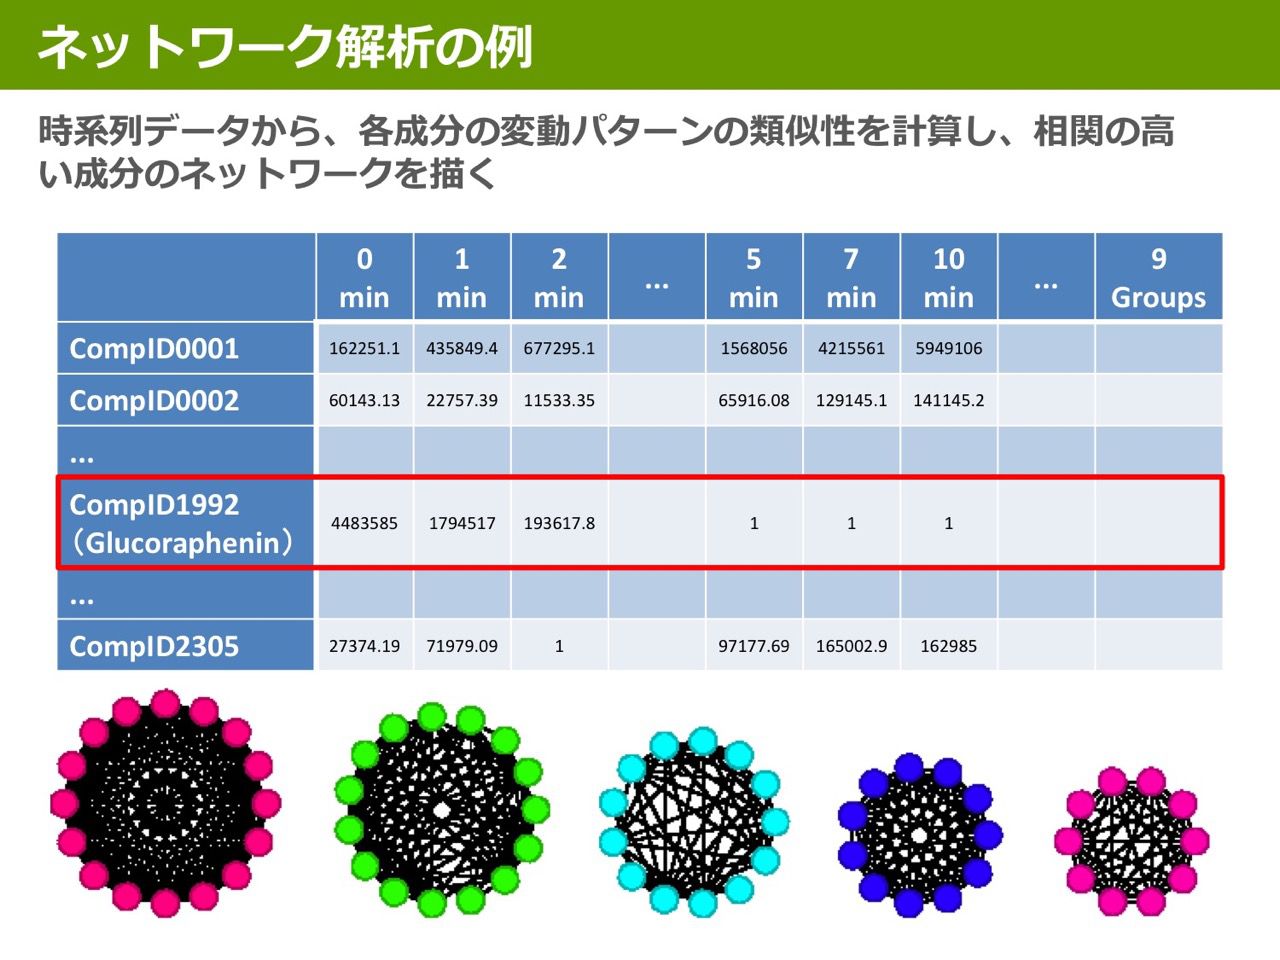 ネットワーク解析の例
時系列データから、各成分の変動パターンの類似性を計算し、相関の高
い成分のネットワークを描く
0 min 1 min 2 min ... 5 min 7 min 10 min ... 9 Groups
CompID0001 162251.1 435849.4 677295.1 1568056 4215561 5949106
CompID0002 60143.13 22757.39 11533.35 65916.08 129145.1 141145.2
...
CompID1992
（Glucoraphenin） 4483585 1794517 193617.8 1 1 1
...
CompID2305 27374.19 71979.09 1 97177.69 165002.9 162985